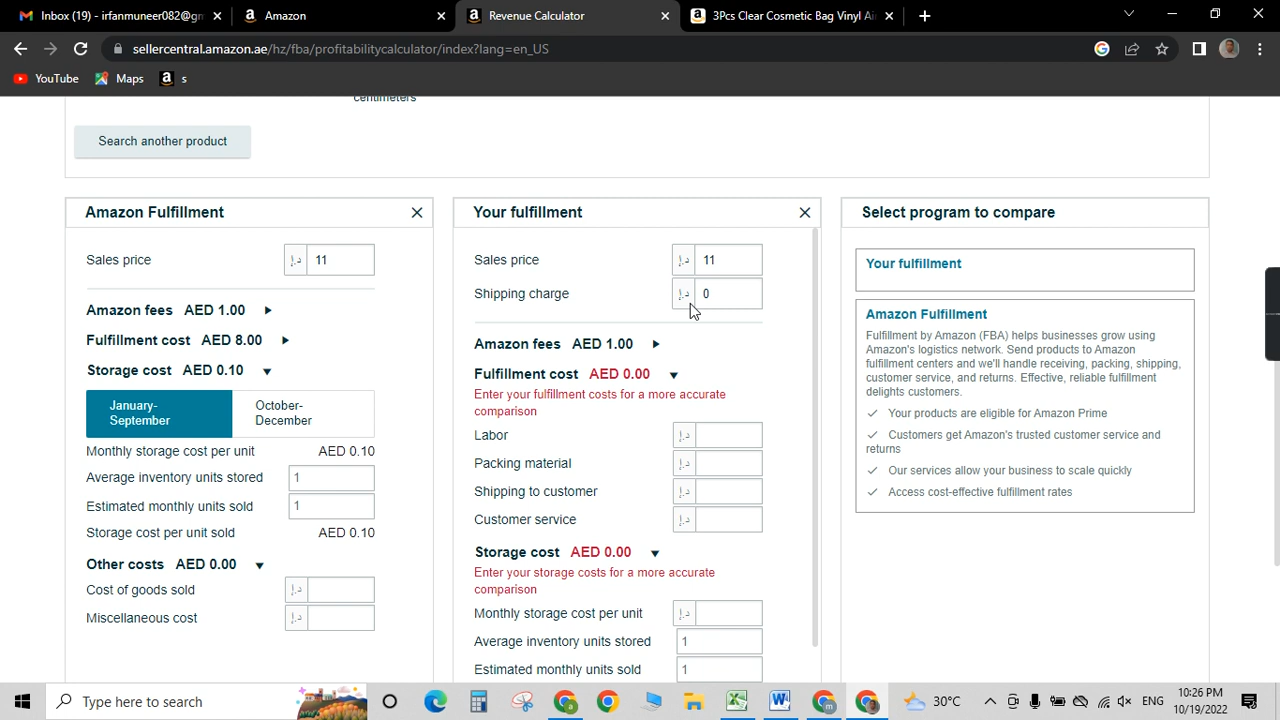 Inbox (19) - irfanmuneer082@gm
Amazon
Revenue Calculator
3Pcs Clear Cosmetic Bag Vinyl Air
sellercentral.amazon.ae/hz/fba/profitabilitycalculator/index?lang=en_US
YouTube
Maps
s
centimeters
Search another product
Amazon Fulfillment
Sales price
د.إ
11
Amazon fees AED 1.00
Fulfillment cost AED 8.00
Storage cost AED 0.10
January-
September
October-
December
Monthly storage cost per unit AED 0.10
Average inventory units stored 1
Estimated monthly units sold 1
Storage cost per unit sold AED 0.10
Other costs AED 0.00
Cost of goods sold د.إ
Miscellaneous cost د.إ
Your fulfillment
Sales price د.إ 11
Shipping charge د.إ 0
Amazon fees AED 1.00
Fulfillment cost AED 0.00
Enter your fulfillment costs for a more accurate
comparison
Labor د.إ
Packing material د.إ
Shipping to customer د.إ
Customer service د.إ
Storage cost AED 0.00
Enter your storage costs for a more accurate
comparison
Monthly storage cost per unit د.إ
Average inventory units stored 1
Estimated monthly units sold 1
Select program to compare
Your fulfillment
Amazon Fulfillment
Fulfillment by Amazon (FBA) helps businesses grow using
Amazon's logistics network. Send products to Amazon
fulfillment centers and we'll handle receiving, packing, shipping,
customer service, and returns. Effective, reliable fulfillment
delights customers.
Your products are eligible for Amazon Prime
Customers get Amazon's trusted customer service and
returns
Our services allow your business to scale quickly
Access cost-effective fulfillment rates
Type here to search
30°C
ENG
10:26 PM
10/19/2022